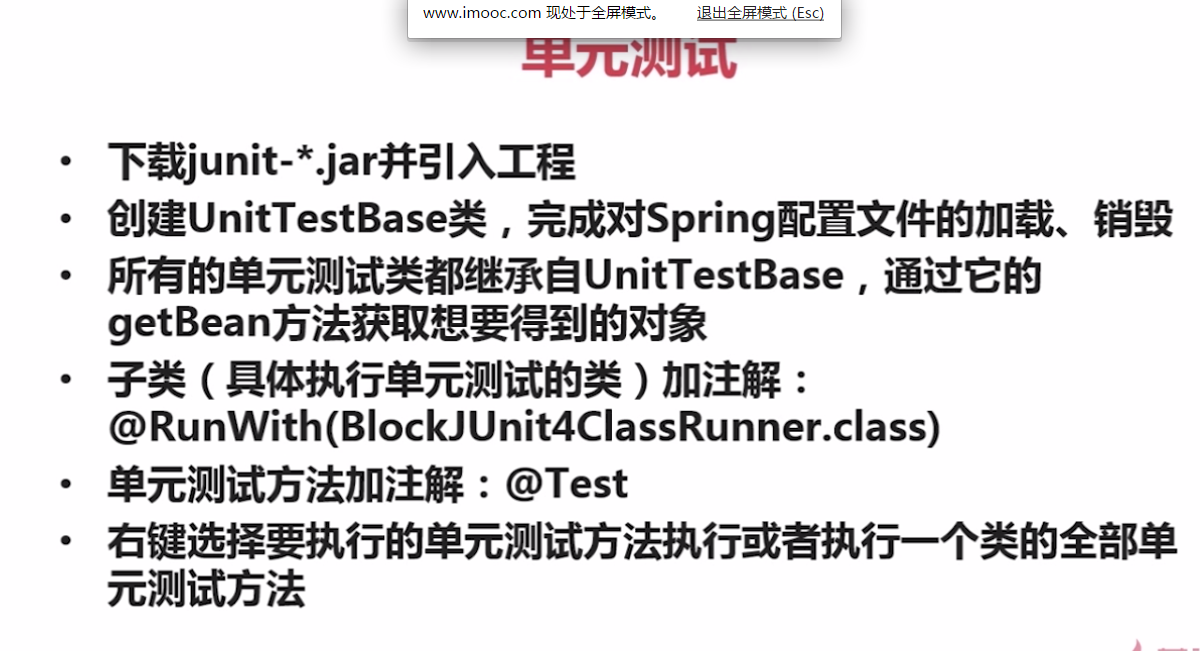 www.imooc.com 现处于全屏模式。 退出全屏模式 (Esc)
单元测试
• 下载junit-*.jar并引入工程
• 创建UnitTestBase类，完成对Spring配置文件的加载、销毁
• 所有的单元测试类都继承自UnitTestBase，通过它的
getBean方法获取想要得到的对象
• 子类（具体执行单元测试的类）加注解：
@RunWith(BlockJUnit4ClassRunner.class)
• 单元测试方法加注解：@Test
• 右键选择要执行的单元测试方法执行或者执行一个类的全部单
元测试方法